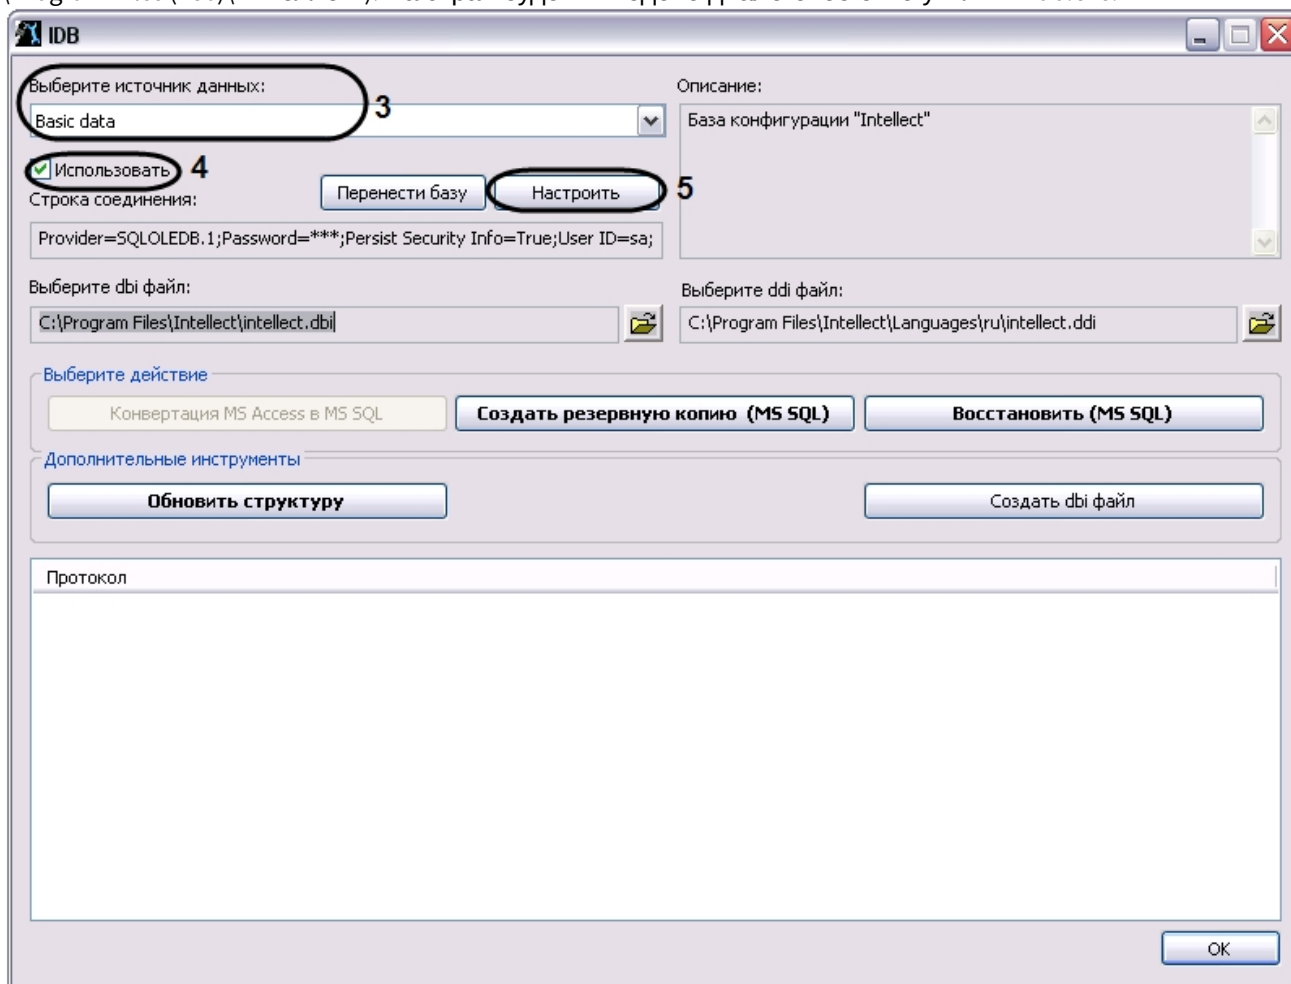 IDB
Выберите источник данных:
Basic data
3
Описание:
База конфигурации "Intellect"
Использовать
4
Перенести базу
Настроить
5
Строка соединения:
Provider=SQLOLEDB.1;Password=***;Persist Security Info=True;User ID=sa;
Выберите dbi файл:
C:\Program Files\Intellect\intellect.dbi
Выберите ddi файл:
C:\Program Files\Intellect\Languages\ru\intellect.ddi
Выберите действие
Конвертация MS Access в MS SQL
Создать резервную копию (MS SQL)
Восстановить (MS SQL)
Дополнительные инструменты
Обновить структуру
Создать dbi файл
Протокол
OK